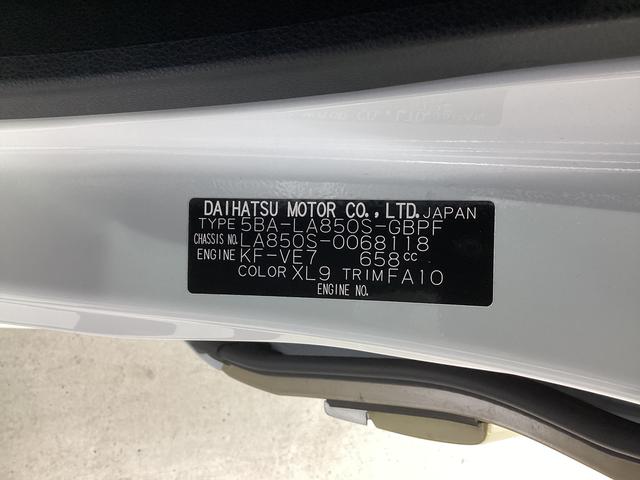 DAIHATSU MOTOR CO., LTD. JAPAN
TYPE 5BA-LA850S-GBPF
CHASSIS NO. LA850S-0068118
ENGINE KF-VE7 658cc
COLOR XL9 TRIM FA10
ENGINE NO.